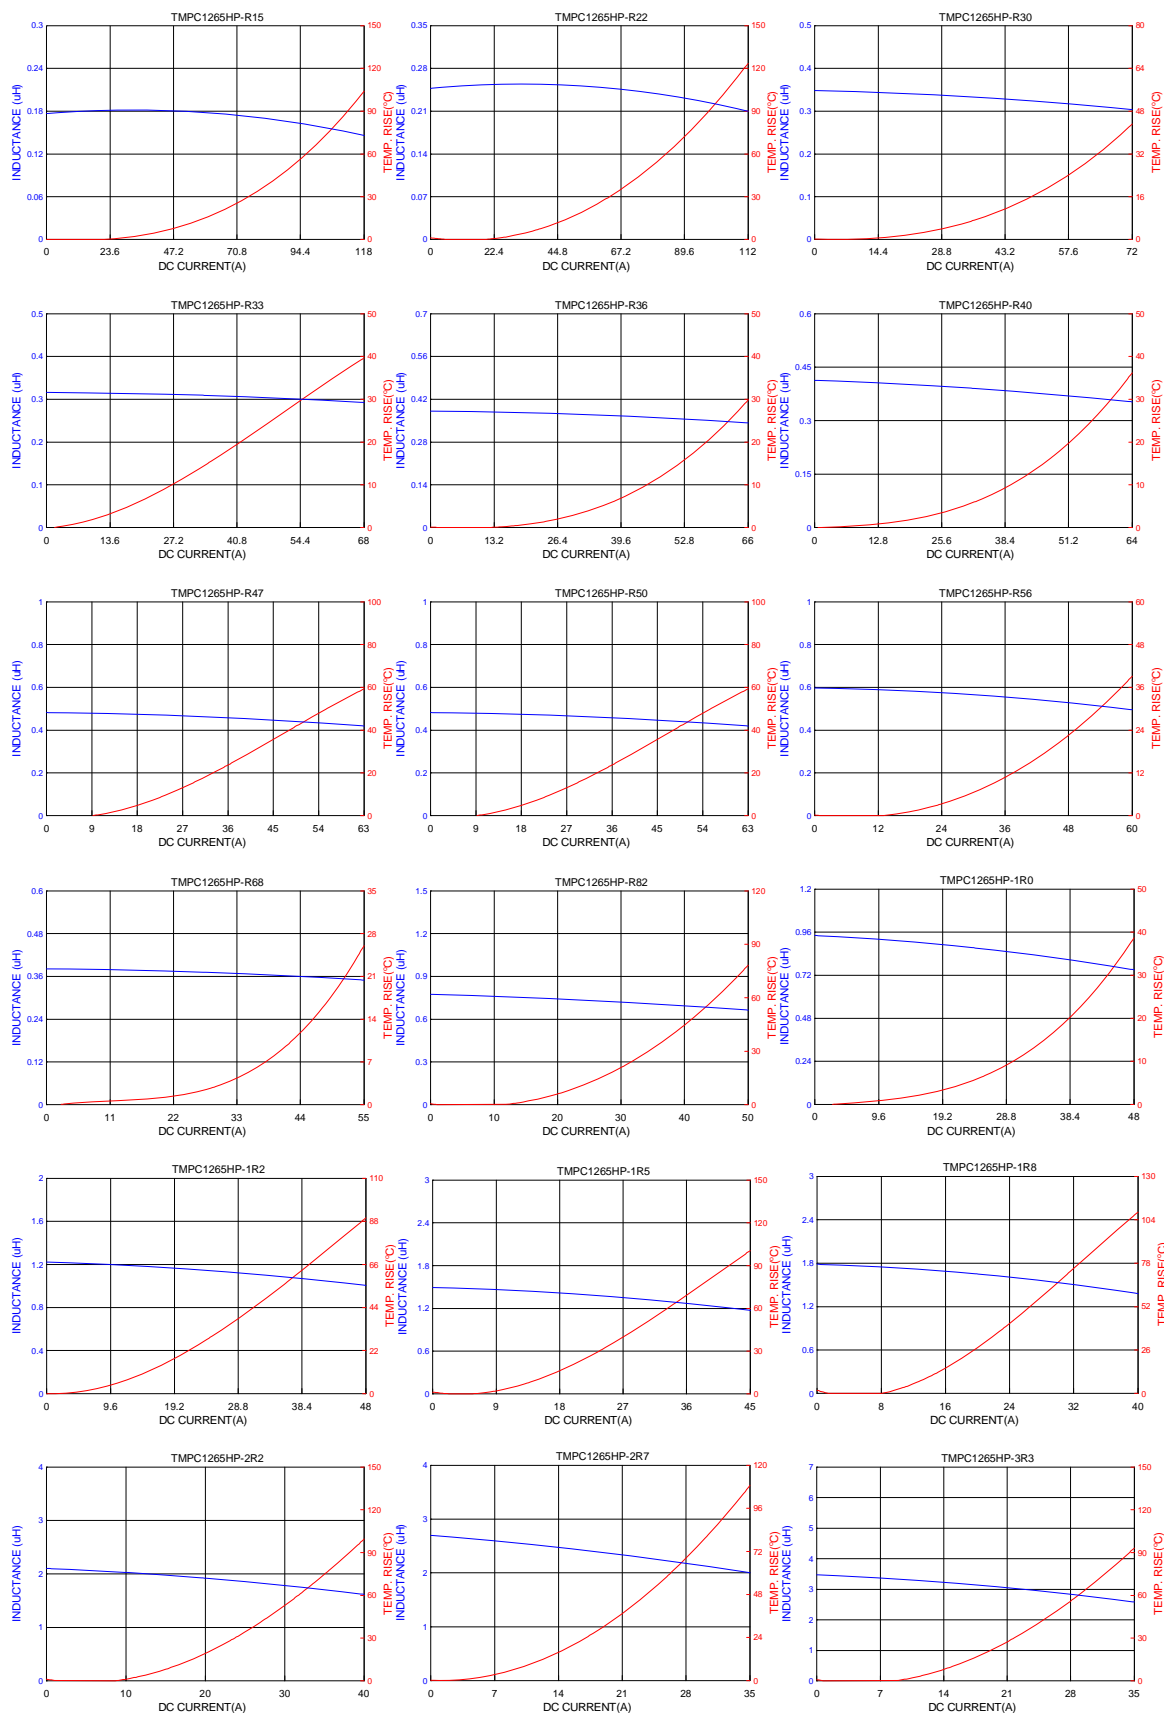 TMPC1265HP-R15
0.3
0.24
0.18
0.12
0.06
0
INDUCTANCE (uH)
150
120
90
60
30
0
TEMP. RISE(℃)
0 23.6 47.2 70.8 94.4 118
DC CURRENT(A)
TMPC1265HP-R22
0.35
0.28
0.21
0.14
0.07
0
INDUCTANCE (uH)
150
120
90
60
30
0
TEMP. RISE(℃)
0 22.4 44.8 67.2 89.6 112
DC CURRENT(A)
TMPC1265HP-R30
0.5
0.4
0.3
0.2
0.1
0
INDUCTANCE (uH)
80
64
48
32
16
0
TEMP. RISE(℃)
0 14.4 28.8 43.2 57.6 72
DC CURRENT(A)
TMPC1265HP-R33
0.5
0.4
0.3
0.2
0.1
0
INDUCTANCE (uH)
50
40
30
20
10
0
TEMP. RISE(℃)
0 13.6 27.2 40.8 54.4 68
DC CURRENT(A)
TMPC1265HP-R36
0.7
0.56
0.42
0.28
0.14
0
INDUCTANCE (uH)
50
40
30
20
10
0
TEMP. RISE(℃)
0 13.2 26.4 39.6 52.8 66
DC CURRENT(A)
TMPC1265HP-R40
0.6
0.45
0.3
0.15
0
INDUCTANCE (uH)
50
40
30
20
10
0
TEMP. RISE(℃)
0 12.8 25.6 38.4 51.2 64
DC CURRENT(A)
TMPC1265HP-R47
1
0.8
0.6
0.4
0.2
0
INDUCTANCE (uH)
100
80
60
40
20
0
TEMP. RISE(℃)
0 9 18 27 36 45 54 63
DC CURRENT(A)
TMPC1265HP-R50
1
0.8
0.6
0.4
0.2
0
INDUCTANCE (uH)
100
80
60
40
20
0
TEMP. RISE(℃)
0 9 18 27 36 45 54 63
DC CURRENT(A)
TMPC1265HP-R56
1
0.8
0.6
0.4
0.2
0
INDUCTANCE (uH)
60
48
36
24
12
0
TEMP. RISE(℃)
0 12 24 36 48 60
DC CURRENT(A)
TMPC1265HP-R68
0.6
0.48
0.36
0.24
0.12
0
INDUCTANCE (uH)
35
28
21
14
7
0
TEMP. RISE(℃)
0 11 22 33 44 55
DC CURRENT(A)
TMPC1265HP-R82
1.5
1.2
0.9
0.6
0.3
0
INDUCTANCE (uH)
120
90
60
30
0
TEMP. RISE(℃)
0 10 20 30 40 50
DC CURRENT(A)
TMPC1265HP-1R0
1.2
0.96
0.72
0.48
0.24
0
INDUCTANCE (uH)
50
40
30
20
10
0
TEMP. RISE(℃)
0 9.6 19.2 28.8 38.4 48
DC CURRENT(A)
TMPC1265HP-1R2
2
1.6
1.2
0.8
0.4
0
INDUCTANCE (uH)
110
88
66
44
22
0
TEMP. RISE(℃)
0 9.6 19.2 28.8 38.4 48
DC CURRENT(A)
TMPC1265HP-1R5
3
2.4
1.8
1.2
0.6
0
INDUCTANCE (uH)
150
120
90
60
30
0
TEMP. RISE(℃)
0 9 18 27 36 45
DC CURRENT(A)
TMPC1265HP-1R8
3
2.4
1.8
1.2
0.6
0
INDUCTANCE (uH)
130
104
78
52
26
0
TEMP. RISE(℃)
0 8 16 24 32 40
DC CURRENT(A)
TMPC1265HP-2R2
4
3
2
1
0
INDUCTANCE (uH)
150
120
90
60
30
0
TEMP. RISE(℃)
0 10 20 30 40
DC CURRENT(A)
TMPC1265HP-2R7
4
3
2
1
0
INDUCTANCE (uH)
120
96
72
48
24
0
TEMP. RISE(℃)
0 7 14 21 28 35
DC CURRENT(A)
TMPC1265HP-3R3
7
6
5
4
3
2
1
0
INDUCTANCE (uH)
150
120
90
60
30
0
TEMP. RISE(℃)
0 7 14 21 28 35
DC CURRENT(A)